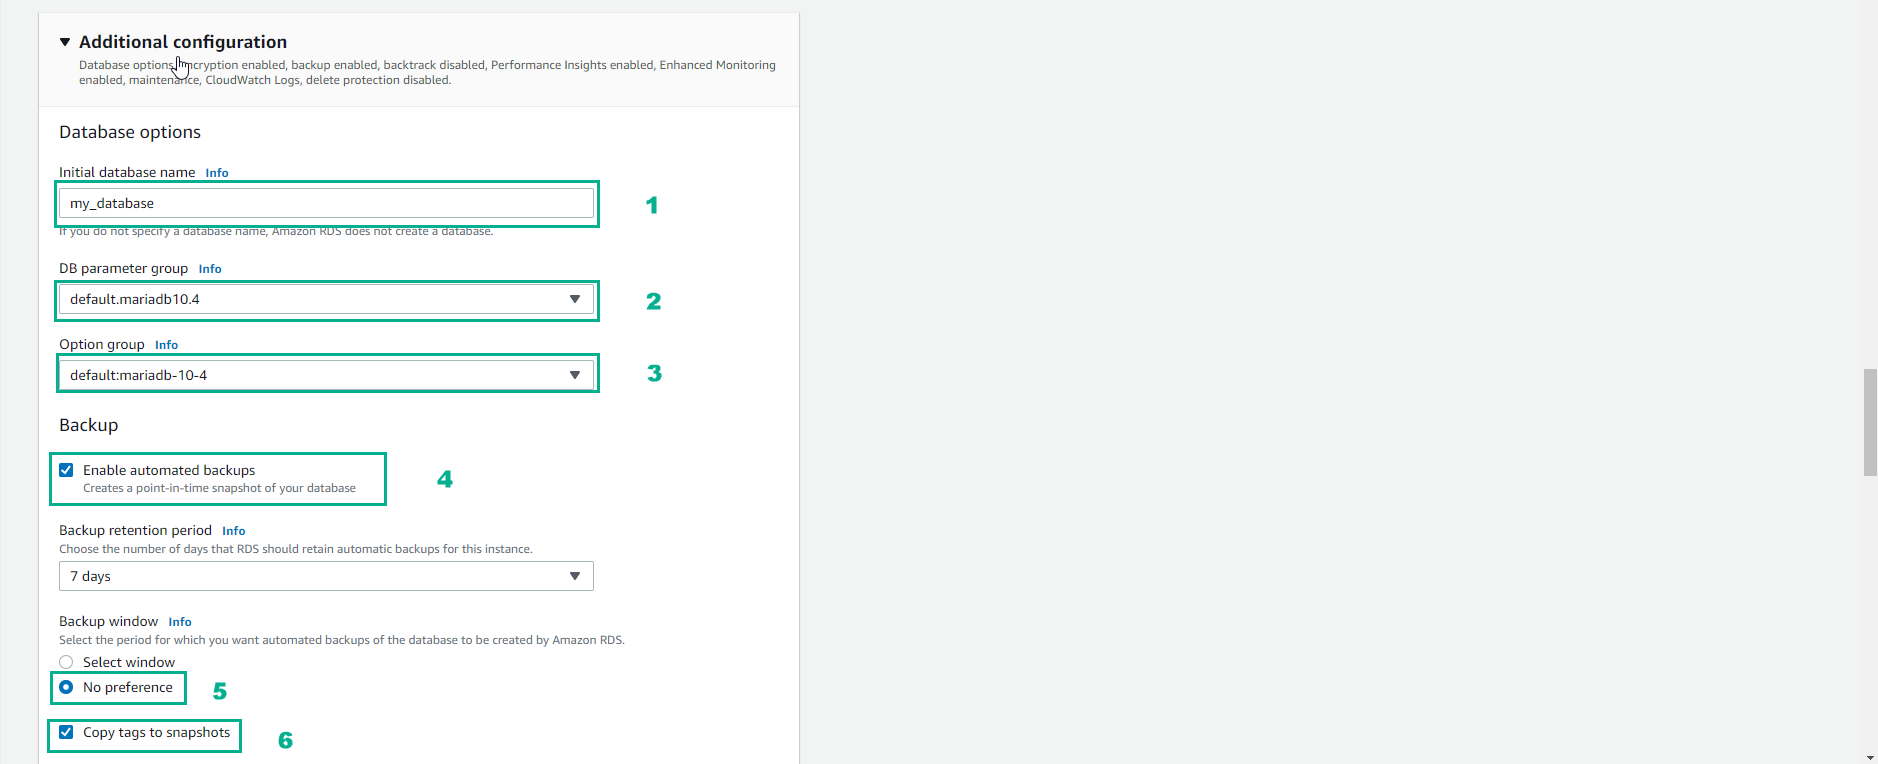 Additional configuration
Database options, encryption enabled, backup enabled, backtrack disabled, Performance Insights enabled, Enhanced Monitoring
enabled, maintenance, CloudWatch Logs, delete protection disabled.
Database options
Initial database name Info
my_database
1
If you do not specify a database name, Amazon RDS does not create a database.
DB parameter group Info
default.mariadb10.4
2
Option group Info
default:mariadb-10-4
3
Backup
Enable automated backups
Creates a point-in-time snapshot of your database
4
Backup retention period Info
Choose the number of days that RDS should retain automatic backups for this instance.
7 days
Backup window Info
Select the period for which you want automated backups of the database to be created by Amazon RDS.
Select window
No preference
5
Copy tags to snapshots
6